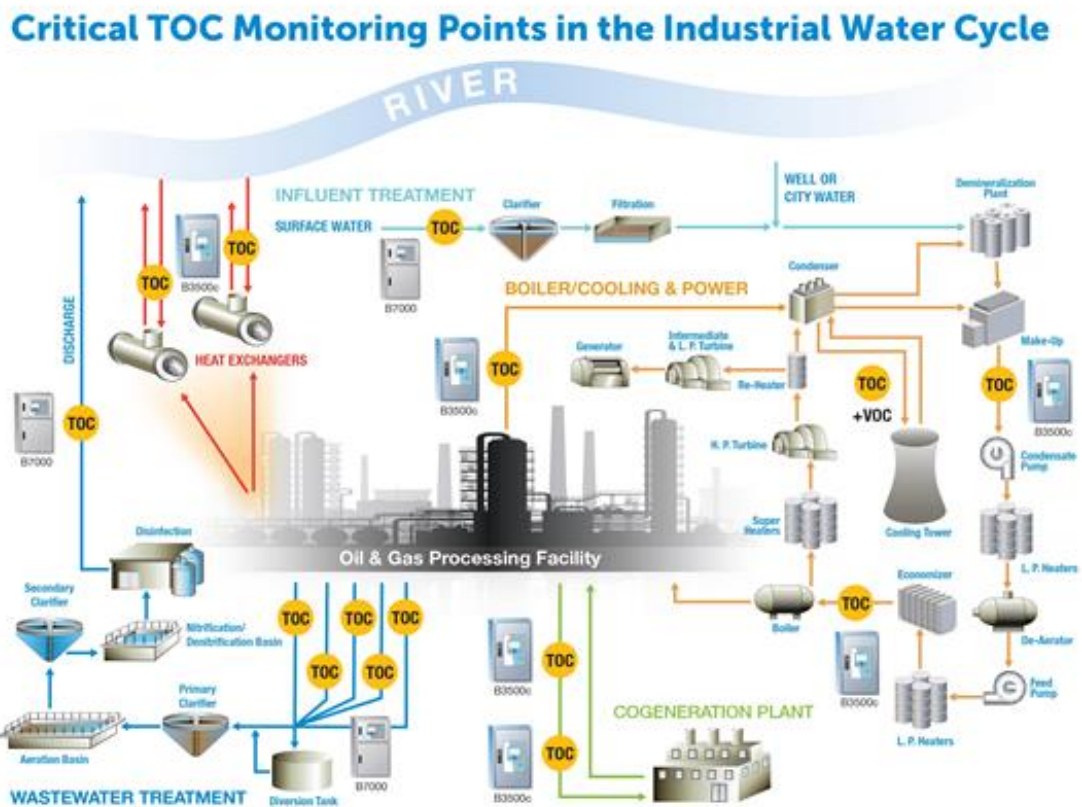 Critical TOC Monitoring Points in the Industrial Water Cycle
RIVER
INFLUENT TREATMENT
SURFACE WATER
TOC
Clarifier
Filtration
WELL OR
CITY WATER
Demineralization
Plant
B7000
TOC
B3500c
TOC
HEAT EXCHANGERS
DISCHARGE
TOC
B7000
BOILER/COOLING & POWER
Condenser
Make-Up
Generator
Intermediate
& L. P. Turbine
Re-Heater
TOC
B3500c
TOC
+VOC
TOC
B3500c
H. P. Turbine
Condensate
Pump
Super
Heaters
Cooling Tower
L. P. Heaters
Oil & Gas Processing Facility
Disinfection
Secondary
Clarifier
Nitrification/
Denitrification Basin
Primary
Clarifier
Aeration Basin
WASTEWATER TREATMENT
Diversion Tank
TOC
TOC
TOC
TOC
TOC
B7000
B3500c
TOC
B3500c
TOC
COGENERATION PLANT
Boiler
TOC
Economizer
B3500c
De-Aerator
Feed
Pump
L. P. Heaters